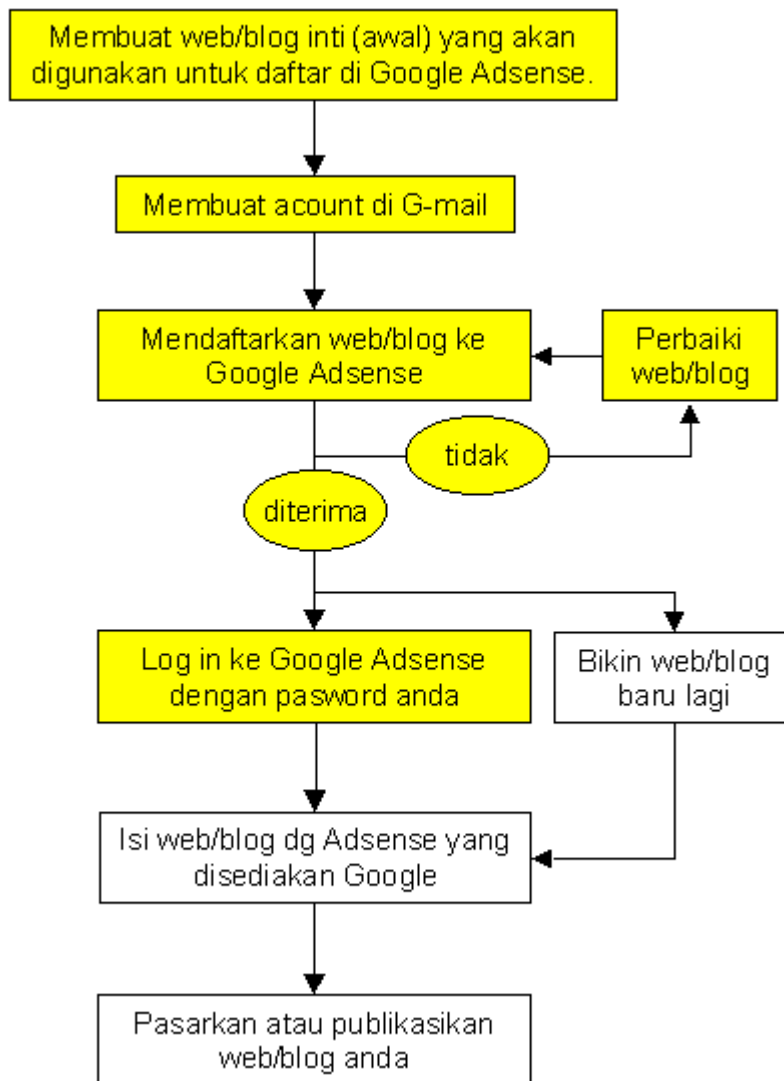 Membuat web/blog inti (awal) yang akan
digunakan untuk daftar di Google Adsense.
Membuat acount di G-mail
Mendaftarkan web/blog ke
Google Adsense
Perbaiki
web/blog
tidak
diterima
Log in ke Google Adsense
dengan pasword anda
Bikin web/blog
baru lagi
Isi web/blog dg Adsense yang
disediakan Google
Pasarkan atau publikasikan
web/blog anda